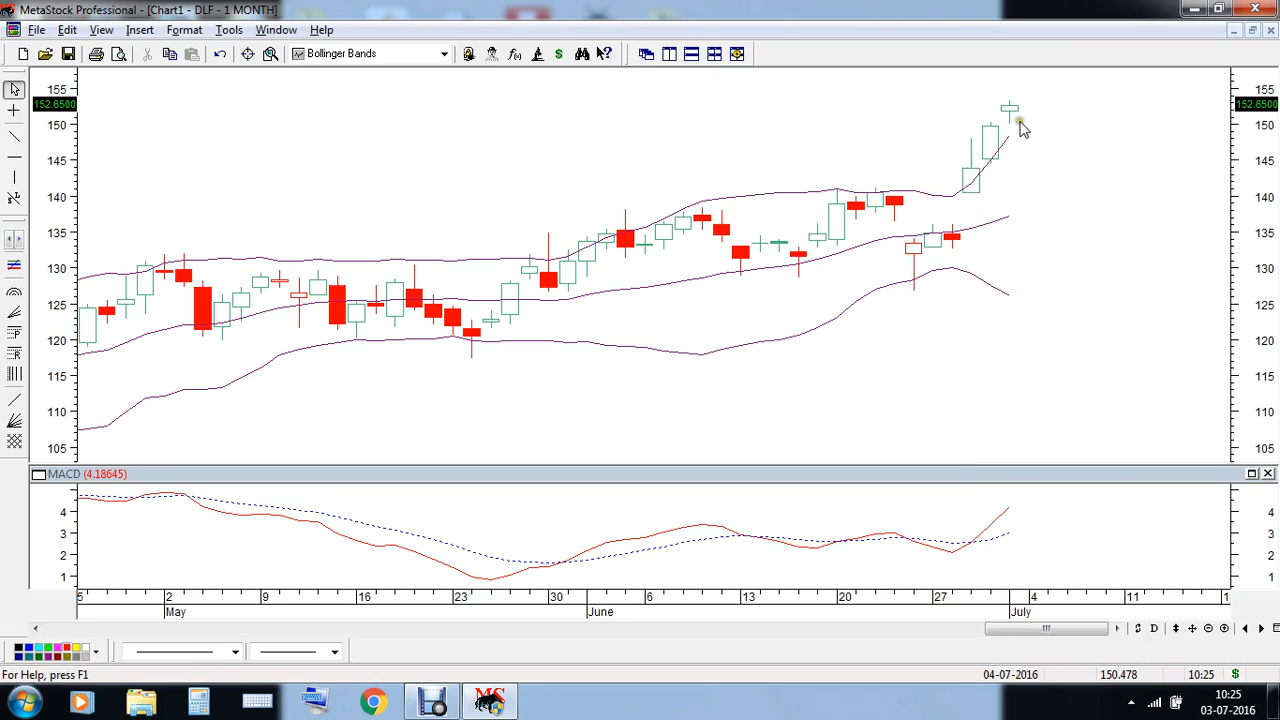 MetaStock Professional - [Chart1 - DLF - 1 MONTH]
File Edit View Insert Format Tools Window Help
Bollinger Bands
155 155
152.6500 152.6500
150 150
145 145
140 140
135 135
130 130
125 125
120 120
115 115
110 110
105 105
MACD (4.18645)
4 4
3 3
2 2
1 1
5 2 9 16 23 30 6 13 20 27 4 11
May June July
For Help, press F1 04-07-2016 150.478 10:25 $
MS 10:25
03-07-2016